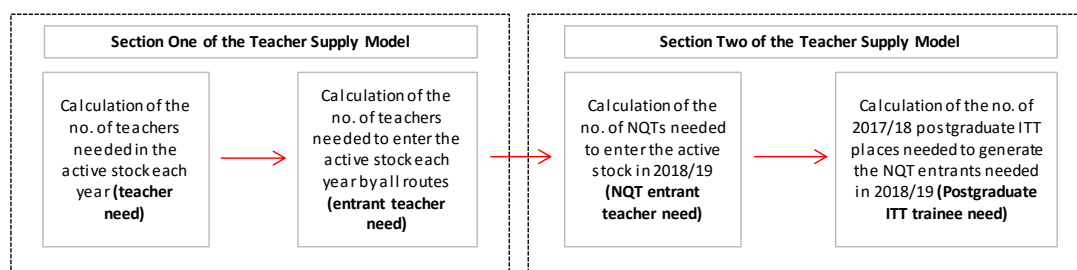 Section One of the Teacher Supply Model
Calculation of the
no. of teachers
needed in the
active stock each
year (teacher
need)
Calculation of the
no. of teachers
needed to enter the
active stock each
year by all routes
(entrant teacher
need)
Section Two of the Teacher Supply Model
Calculation of the
no. of NQTs needed
to enter the active
stock in 2018/19
(NQT entrant
teacher need)
Calculation of the no. of
2017/18 postgraduate ITT
places needed to generate
the NQT entrants needed
in 2018/19 (Postgraduate
ITT trainee need)